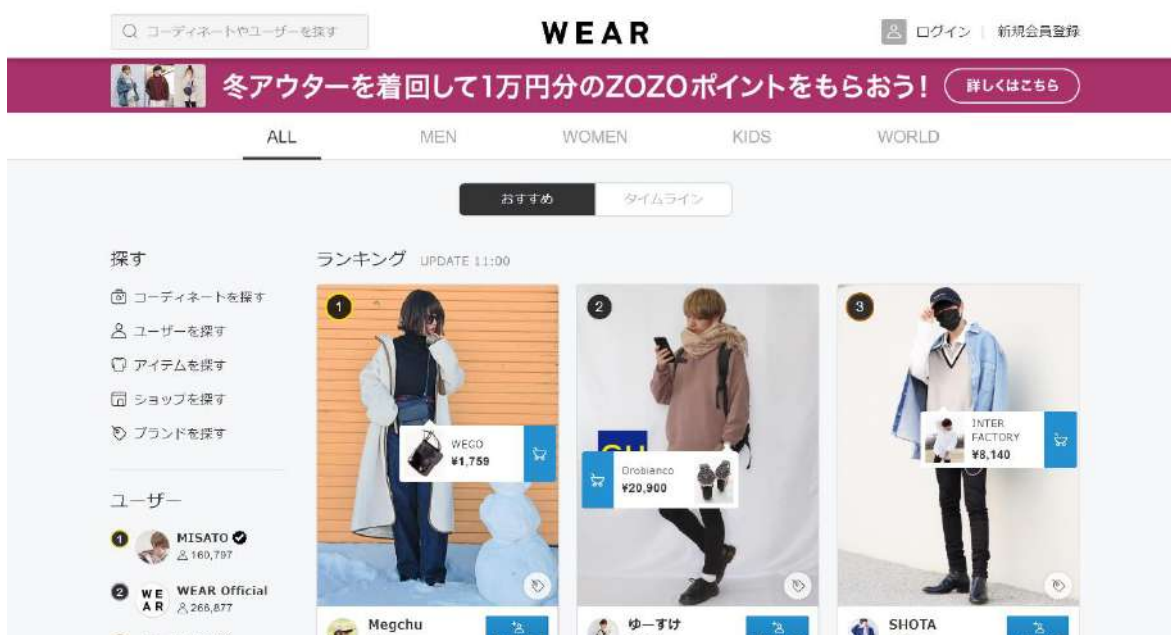 コーディネートやユーザーを探す
WEAR
ログイン
新規会員登録
冬アウターを着回して1万円分のZOZOポイントをもらおう！
詳しくはこちら
ALL
MEN
WOMEN
KIDS
WORLD
おすすめ
タイムライン
探す
コーディネートを探す
ユーザーを探す
アイテムを探す
ショップを探す
ブランドを探す
ユーザー
1
MISATO
160,797
2
WE
AR
WEAR Official
266,877
ランキング UPDATE 11:00
1
WEGO
¥1,759
Megchu
2
Orobianco
¥20,900
ゆーすけ
3
INTER
FACTORY
¥8,140
SHOTA